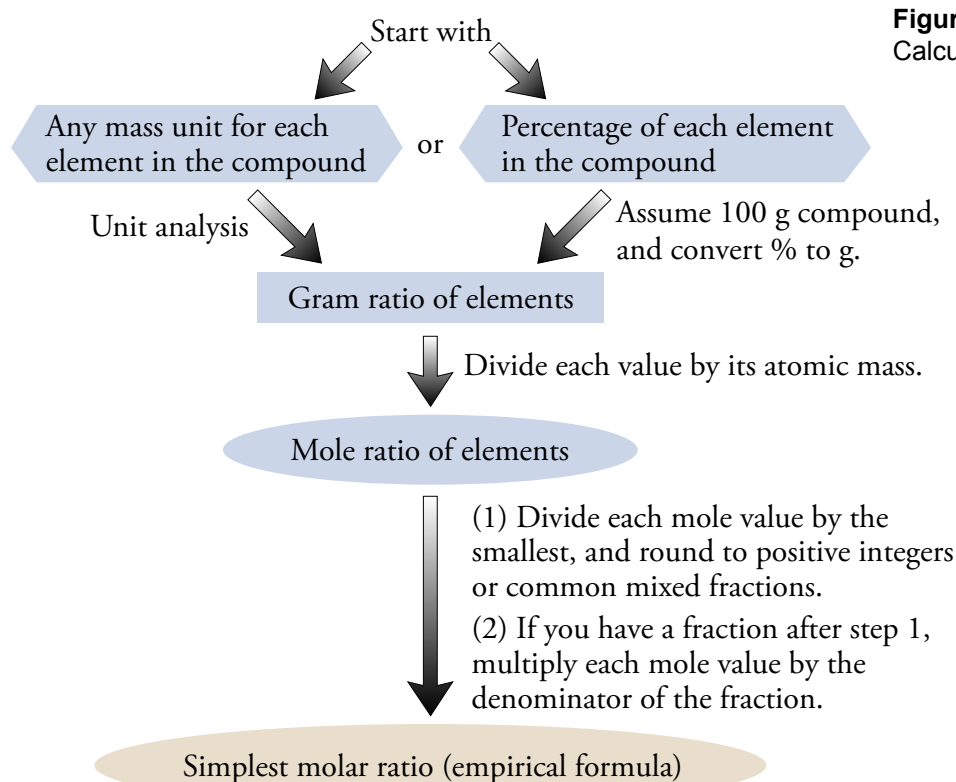 Start with
Figur
Calcu
Any mass unit for each
element in the compound
or
Percentage of each element
in the compound
Unit analysis
Assume 100 g compound,
and convert % to g.
Gram ratio of elements
Divide each value by its atomic mass.
Mole ratio of elements
(1) Divide each mole value by the
smallest, and round to positive integers
or common mixed fractions.
(2) If you have a fraction after step 1,
multiply each mole value by the
denominator of the fraction.
Simplest molar ratio (empirical formula)